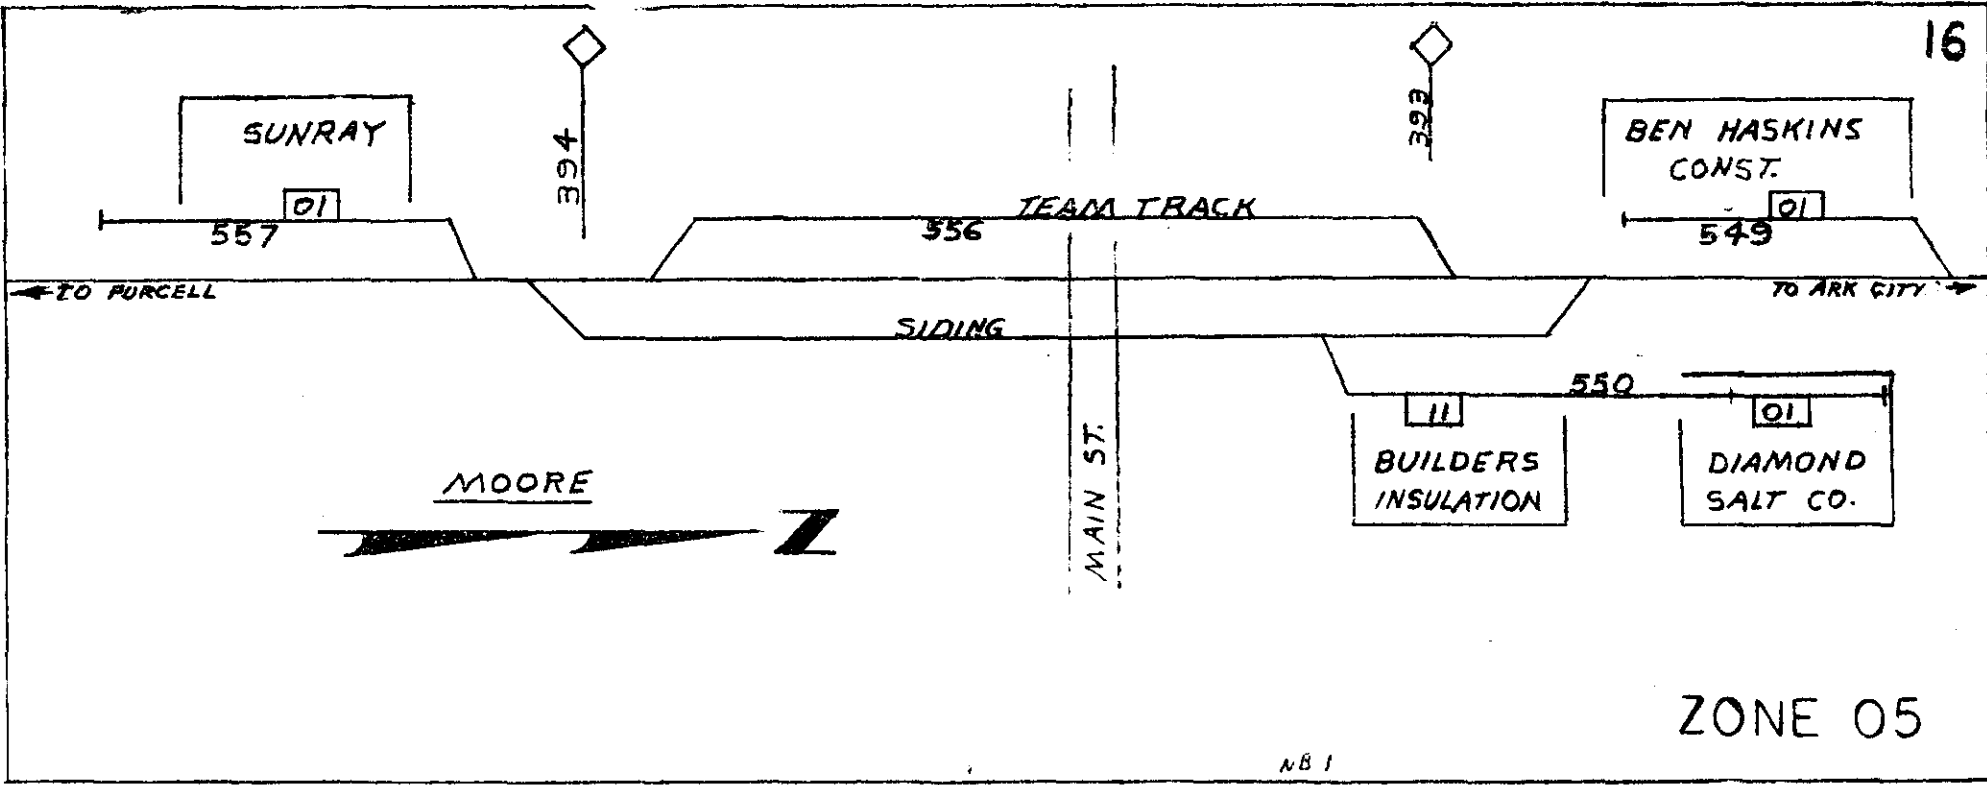 16
SUNRAY
01
557
394
TEAM TRACK
556
393
BEN HASKINS
CONST.
01
549
TO PURCELL
TO ARK CITY
SIDING
550
11
BUILDERS
INSULATION
01
DIAMOND
SALT CO.
MAIN ST.
MOORE
N
ZONE 05
NB 1